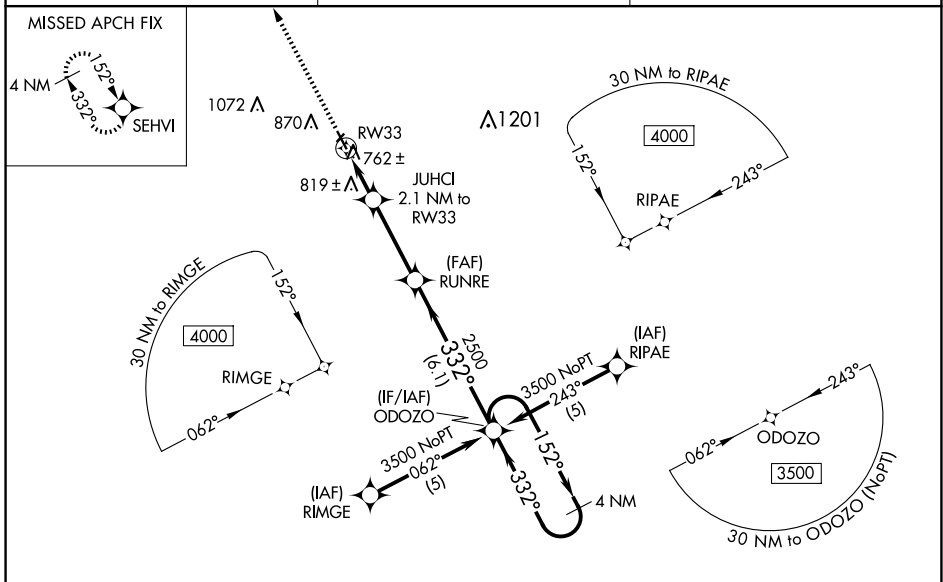 MISSED APCH FIX
4 NM
152°
332°
SEHVI
1072
870
RW33
762 ±
819 ±
JUHCI
2.1 NM to
RW33
1201
30 NM to RIPAE
4000
152°
243°
RIPAE
(FAF)
RUNRE
30 NM to RIMGE
4000
152°
RIMGE
062°
2500
332°
(6.1)
(IAF)
RIPAE
3500 NoPT
243°
(5)
(IF/IAF)
ODOZO
3500 NoPT
062°
(5)
(IAF)
RIMGE
152°
332°
4 NM
243°
062°
ODOZO
3500
30 NM to ODOZO (NoPT)